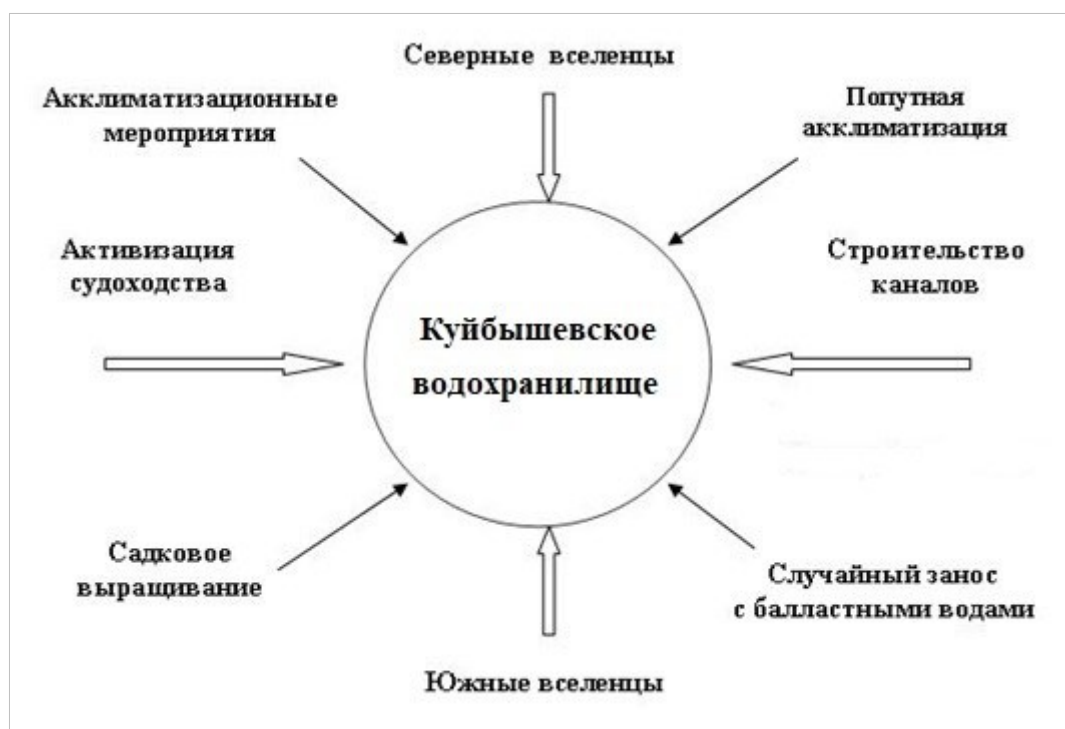 Северные вселенцы
Акклиматизационные
мероприятия
Попутная
акклиматизация
Активизация
судоходства
Строительство
каналов
Куйбышевское
водохранилище
Садковое
выращивание
Случайный занос
с балластными водами
Южные вселенцы